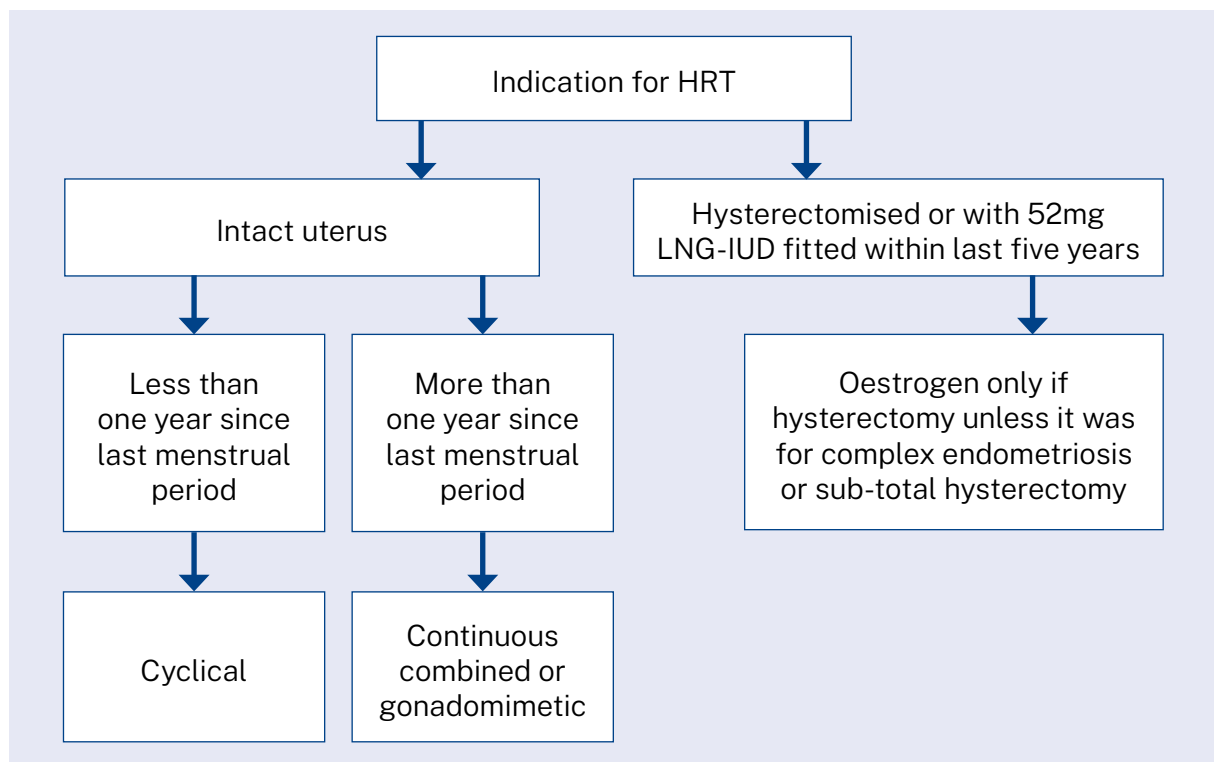 Indication for HRT
Intact uterus
Hysterectomised or with 52mg
LNG-IUD fitted within last five years
Less than
one year since
last menstrual
period
More than
one year since
last menstrual
period
Oestrogen only if
hysterectomy unless it was
for complex endometriosis
or sub-total hysterectomy
Cyclical
Continuous
combined or
gonadomimetic